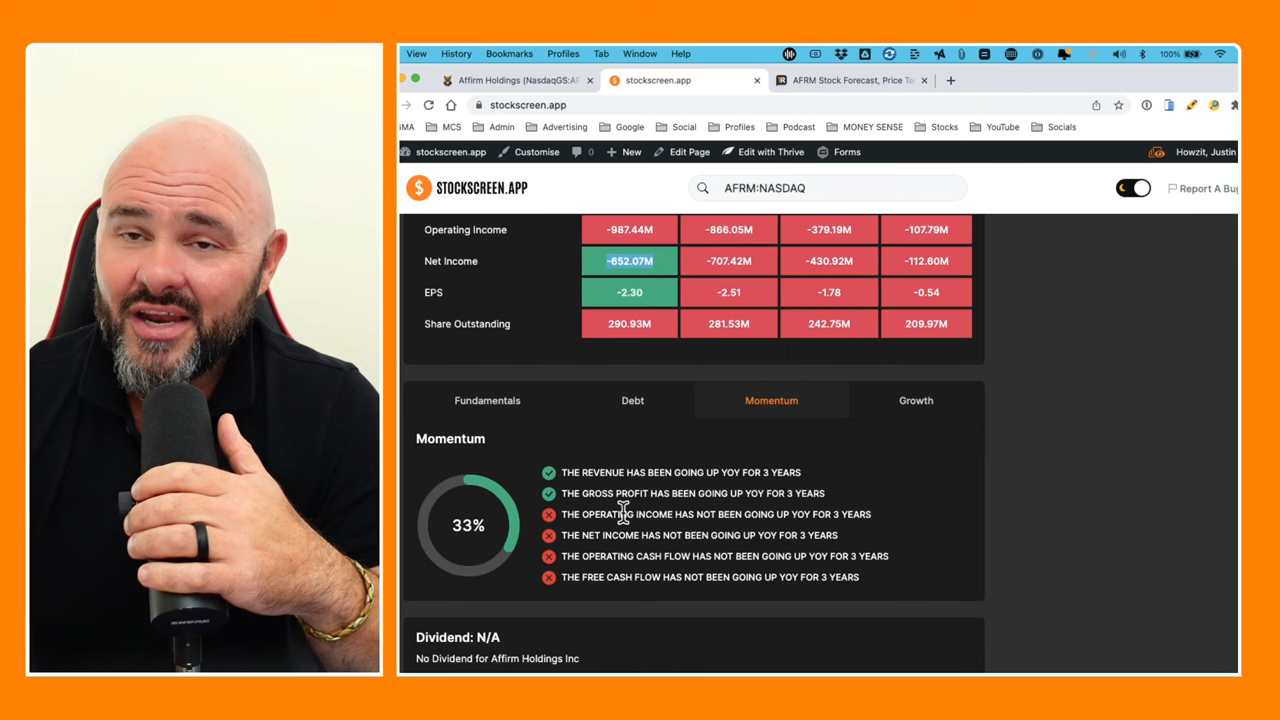 View History Bookmarks Profiles Tab Window Help 100%
Affirm Holdings (NasdaqGS:AF stockscreen.app AFRM Stock Forecast, Price Ta
stockscreen.app
MCS Admin Advertising Google Social Profiles Podcast MONEY SENSE Stocks YouTube Socials
stockscreen.app Customise 0 New Edit Page Edit with Thrive Forms Howzit, Justin
$ STOCKSCREEN.APP AFRM:NASDAQ Report A Bug
Operating Income -987.44M -866.05M -379.19M -107.79M
Net Income -652.07M -707.42M -430.92M -112.60M
EPS -2.30 -2.51 -1.78 -0.54
Share Outstanding 290.93M 281.53M 242.75M 209.97M
Fundamentals Debt Momentum Growth
Momentum
33%
THE REVENUE HAS BEEN GOING UP YOY FOR 3 YEARS
THE GROSS PROFIT HAS BEEN GOING UP YOY FOR 3 YEARS
THE OPERATING INCOME HAS NOT BEEN GOING UP YOY FOR 3 YEARS
THE NET INCOME HAS NOT BEEN GOING UP YOY FOR 3 YEARS
THE OPERATING CASH FLOW HAS NOT BEEN GOING UP YOY FOR 3 YEARS
THE FREE CASH FLOW HAS NOT BEEN GOING UP YOY FOR 3 YEARS
Dividend: N/A
No Dividend for Affirm Holdings Inc